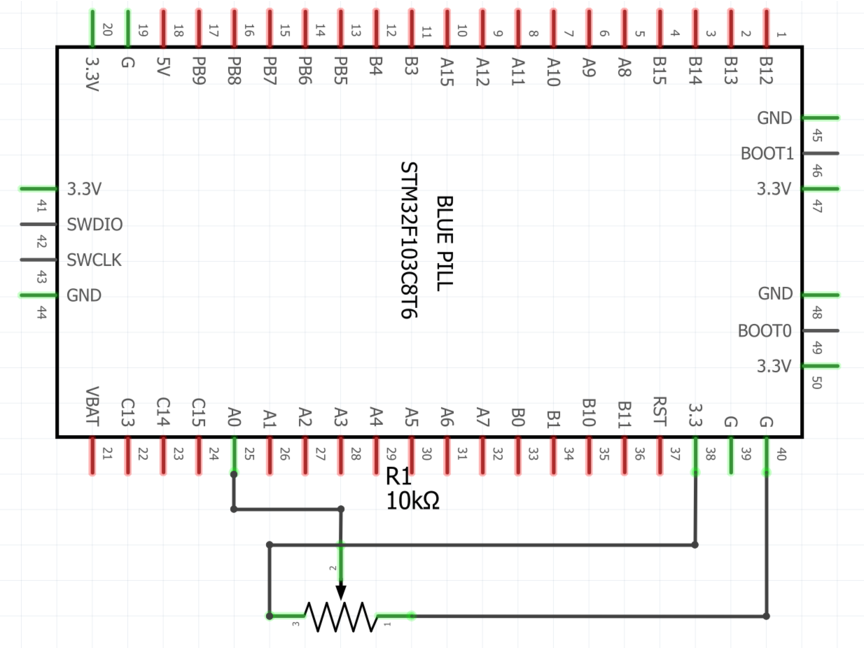 20 19 18 17 16 15 14 13 12 11 10 9 8 7 6 5 4 3 2 1
3.3V G 5V PB9 PB8 PB7 PB6 PB5 B4 B3 A15 A12 A11 A10 A9 A8 B15 B14 B13 B12
GND
45
BOOT1
46
3.3V
47
3.3V
41
SWDIO
42
SWCLK
43
GND
44
BLUE PILL
STM32F103C8T6
GND
48
BOOT0
49
3.3V
50
VBAT C13 C14 C15 A0 A1 A2 A3 A4 A5 A6 A7 B0 B1 B10 B11 RST 3.3 G G
21 22 23 24 25 26 27 28 29 30 31 32 33 34 35 36 37 38 39 40
R1
10kΩ
2
3 1